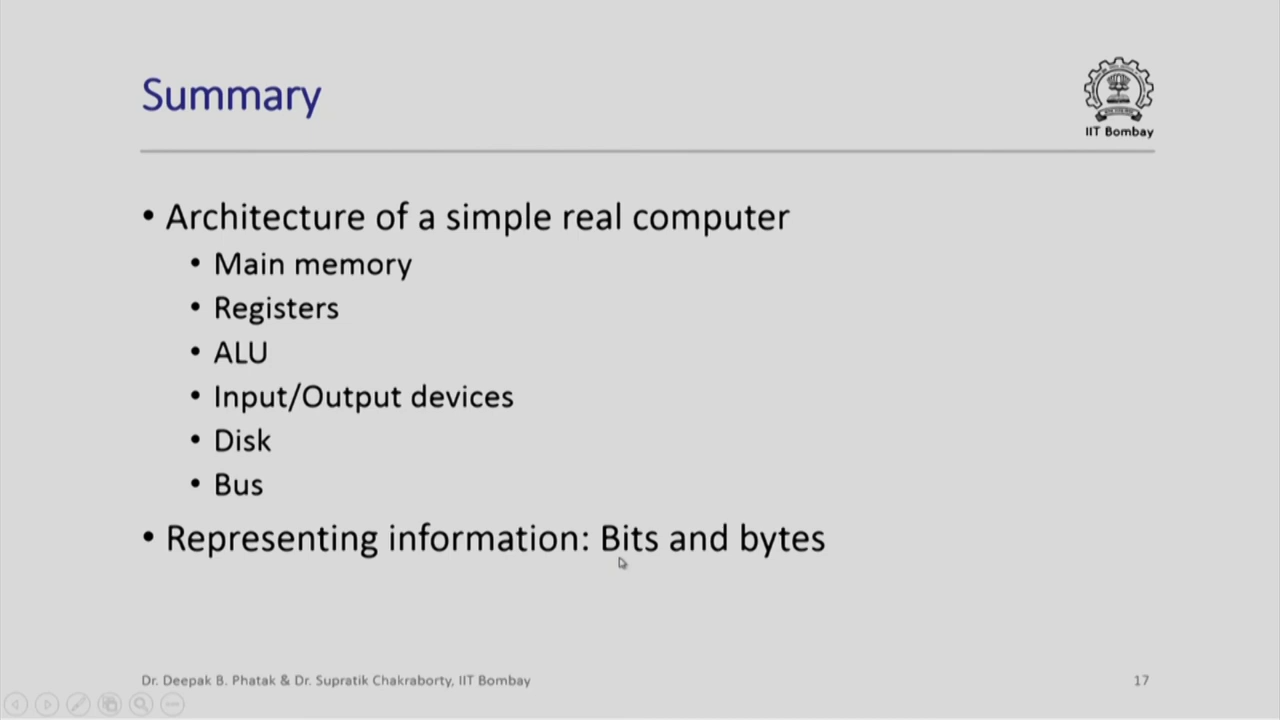 Summary
IIT Bombay
• Architecture of a simple real computer
• Main memory
• Registers
• ALU
• Input/Output devices
• Disk
• Bus
• Representing information: Bits and bytes
Dr. Deepak B. Phatak & Dr. Supratik Chakraborty, IIT Bombay
17